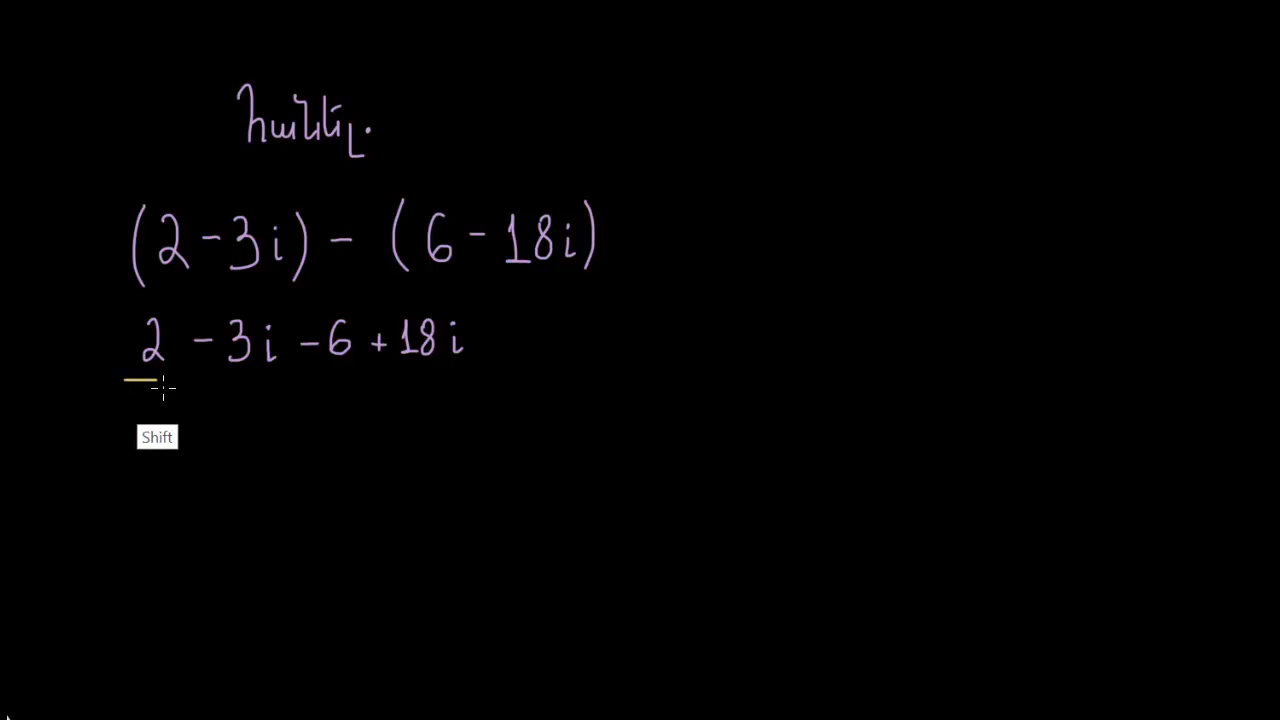 հանել.
(2 - 3i) - (6 - 18i)
2 - 3i - 6 + 18i
Shift